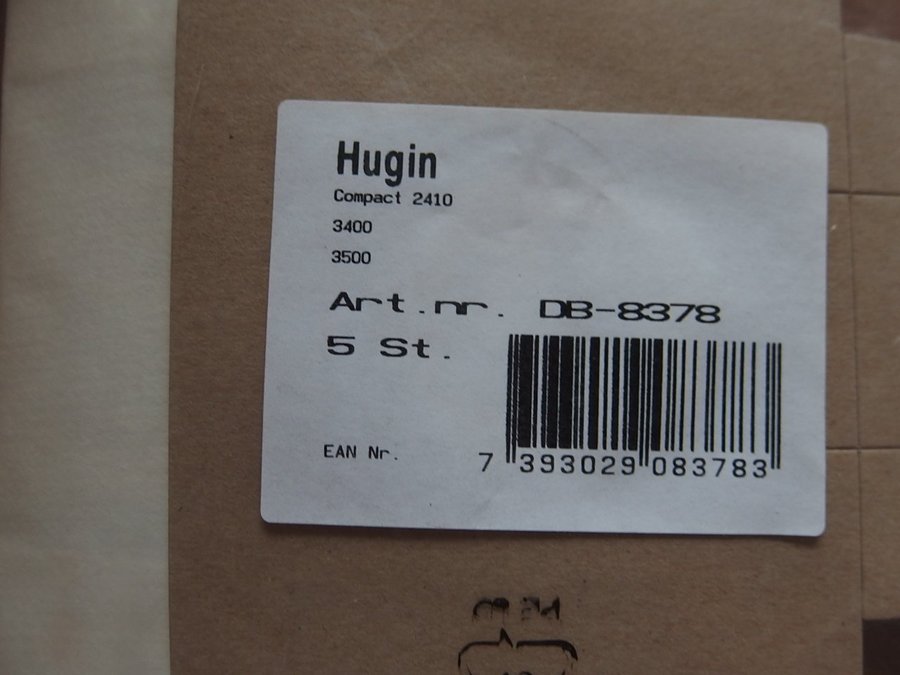 Hugin
Compact 2410
3400
3500
Art.nr. DB-8378
5 St.
EAN Nr.
7 393029 083783